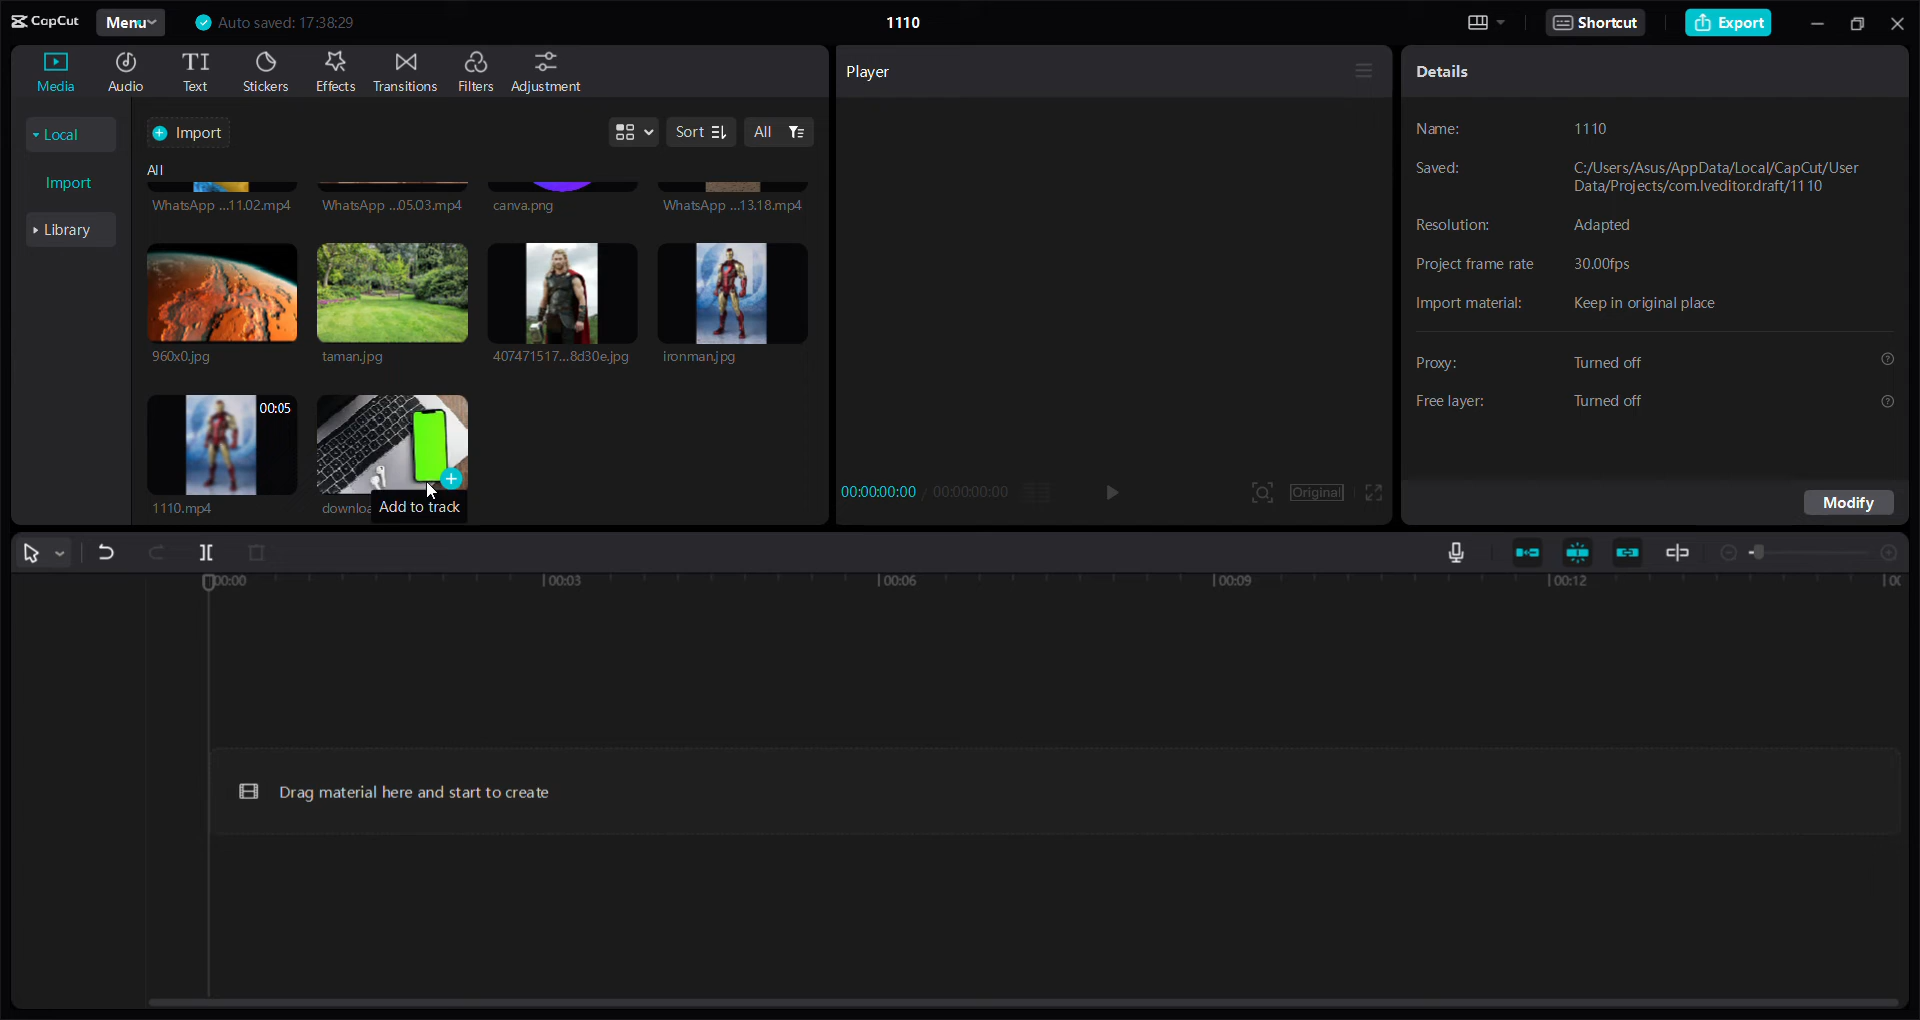 CapCut
Menu
Auto saved: 17:38:29
1110
Shortcut
Export
Media
Audio
Text
Stickers
Effects
Transitions
Filters
Adjustment
Local
Import
Library
Import
Sort
All
All
WhatsApp ...11.02.mp4
WhatsApp ...05.03.mp4
canva.png
WhatsApp ...13.18.mp4
960x0.jpg
taman.jpg
407471517...8d30e.jpg
ironman.jpg
00:05
1110.mp4
downloa
Add to track
Player
00:00:00:00 / 00:00:00:00
Original
Details
Name: 1110
Saved: C:/Users/Asus/AppData/Local/CapCut/User
Data/Projects/com.lveditor.draft/1110
Resolution: Adapted
Project frame rate 30.00fps
Import material: Keep in original place
Proxy: Turned off
Free layer: Turned off
Modify
00:00
00:03
00:06
00:09
00:12
Drag material here and start to create